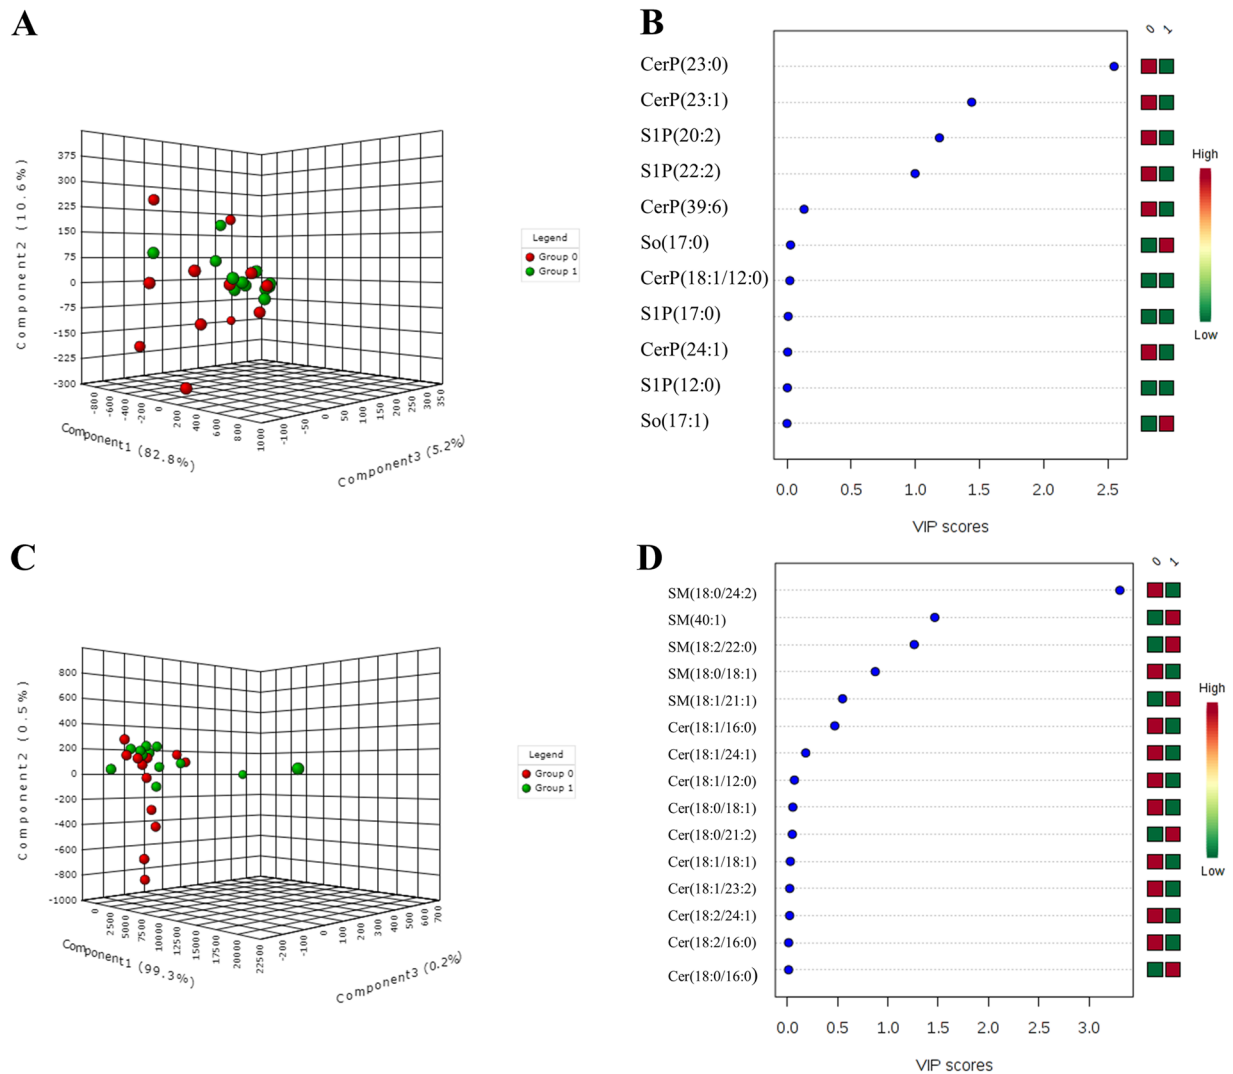 A
Component2 (10.6%)
375
300
225
150
75
0
-75
-150
-225
-300
-800
-600
-400
-200
0
200
400
600
800
1000
-100
-50
0
50
100
150
200
250
300
350
Component1 (82.8%)
Component3 (5.2%)
Legend
Group 0
Group 1
B
0 1
CerP(23:0)
CerP(23:1)
S1P(20:2)
S1P(22:2)
CerP(39:6)
So(17:0)
CerP(18:1/12:0)
S1P(17:0)
CerP(24:1)
S1P(12:0)
So(17:1)
0.0 0.5 1.0 1.5 2.0 2.5
VIP scores
High
Low
C
Component2 (0.5%)
800
600
400
200
0
-200
-400
-600
-800
-1000
0
2500
5000
7500
10000
12500
15000
17500
20000
22500
-200
-100
0
100
200
300
400
500
600
700
Component1 (99.3%)
Component3 (0.2%)
Legend
Group 0
Group 1
D
0 1
SM(18:0/24:2)
SM(40:1)
SM(18:2/22:0)
SM(18:0/18:1)
SM(18:1/21:1)
Cer(18:1/16:0)
Cer(18:1/24:1)
Cer(18:1/12:0)
Cer(18:0/18:1)
Cer(18:0/21:2)
Cer(18:1/18:1)
Cer(18:1/23:2)
Cer(18:2/24:1)
Cer(18:2/16:0)
Cer(18:0/16:0)
0.0 0.5 1.0 1.5 2.0 2.5 3.0
VIP scores
High
Low